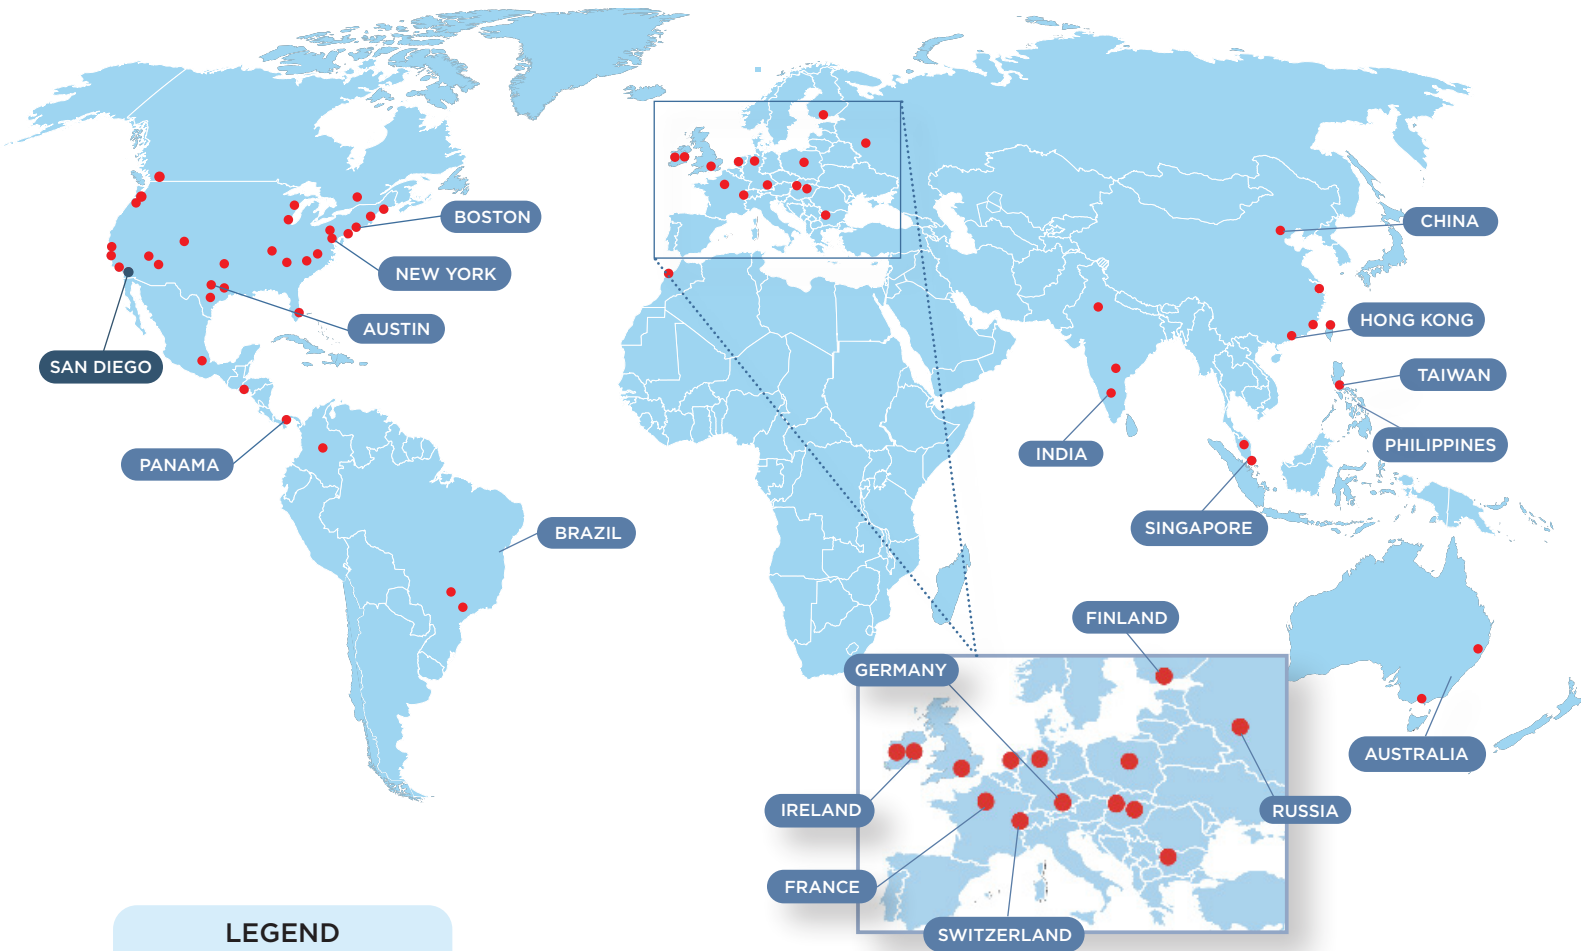 BOSTON
CHINA
NEW YORK
HONG KONG
AUSTIN
SAN DIEGO
TAIWAN
PHILIPPINES
INDIA
PANAMA
SINGAPORE
BRAZIL
FINLAND
GERMANY
AUSTRALIA
IRELAND
RUSSIA
FRANCE
SWITZERLAND
LEGEND